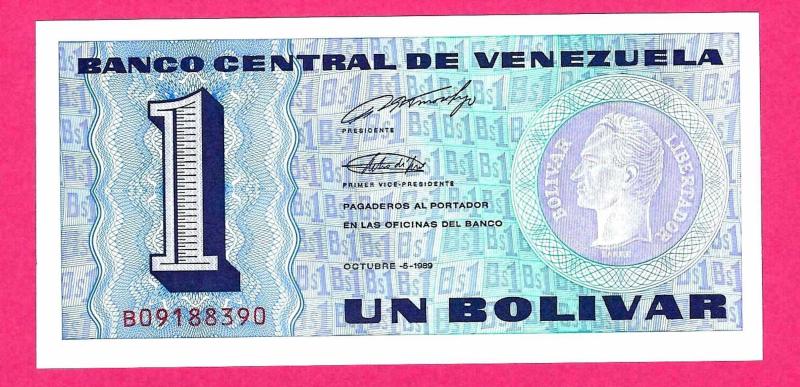 BANCO CENTRAL DE VENEZUELA
1
PRESIDENTE
PRIMER VICE-PRESIDENTE
PAGADEROS AL PORTADOR
EN LAS OFICINAS DEL BANCO
OCTUBRE -5-1989
B09188390
BOLIVAR LIBERTADOR
UN BOLIVAR